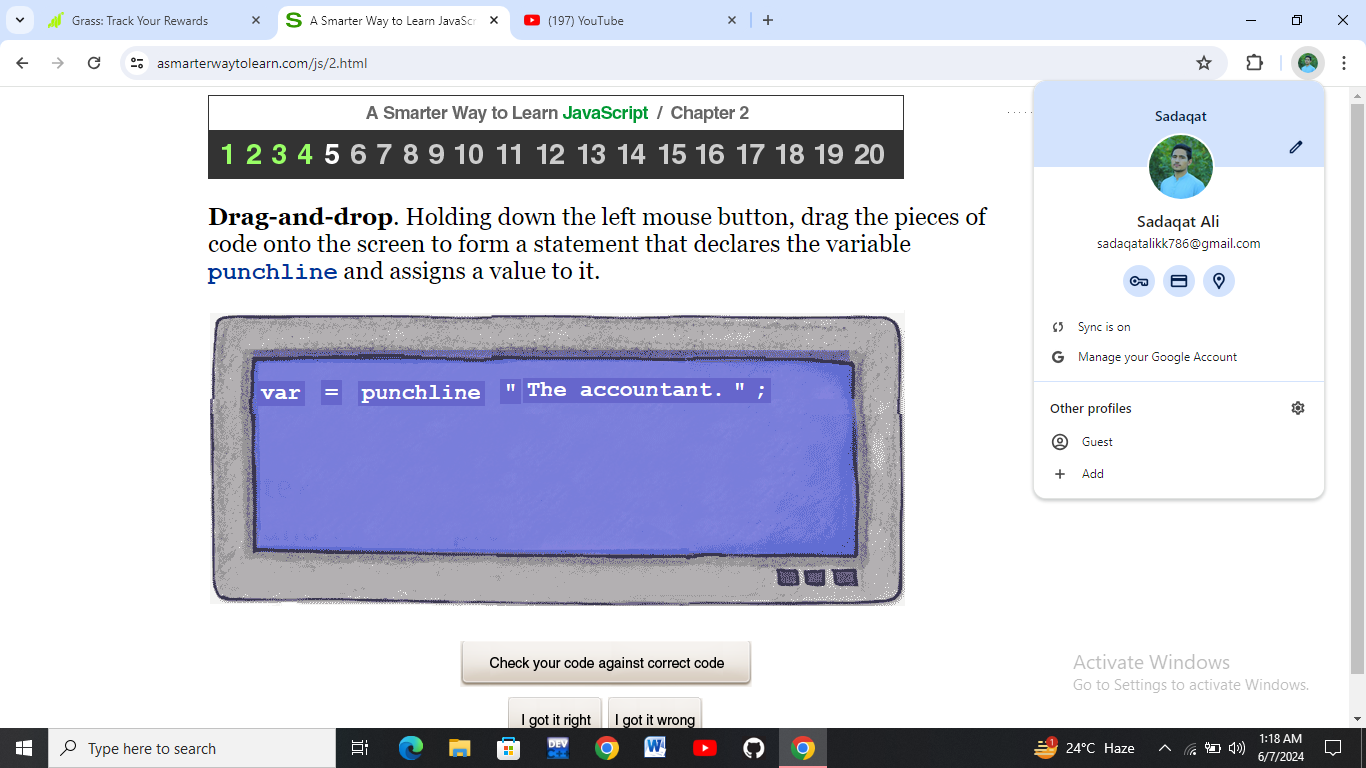 Grass: Track Your Rewards
A Smarter Way to Learn JavaScr
(197) YouTube
asmarterwaytolearn.com/js/2.html
A Smarter Way to Learn JavaScript / Chapter 2
1 2 3 4 5 6 7 8 9 10 11 12 13 14 15 16 17 18 19 20
Drag-and-drop. Holding down the left mouse button, drag the pieces of
code onto the screen to form a statement that declares the variable
punchline and assigns a value to it.
var = punchline " The accountant. " ;
Check your code against correct code
I got it right I got it wrong
Sadaqat
Sadaqat Ali
sadaqatalikk786@gmail.com
Sync is on
G Manage your Google Account
Other profiles
Guest
Add
Activate Windows
Go to Settings to activate Windows.
Type here to search
DEV
W
1
24°C Haze
1:18 AM
6/7/2024